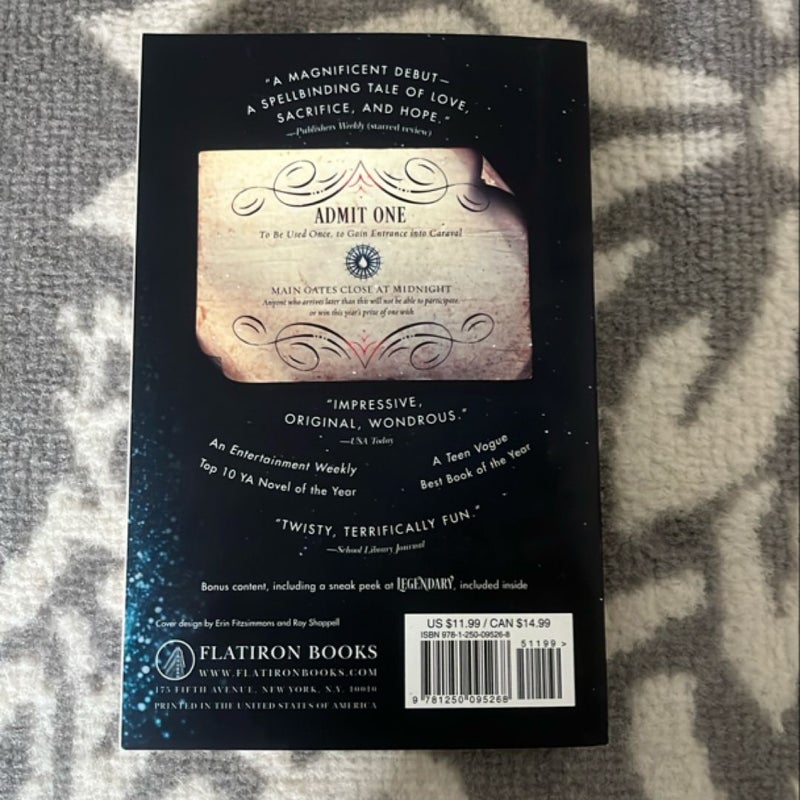 "A MAGNIFICENT DEBUT—
A SPELLBINDING TALE OF LOVE,
SACRIFICE, AND HOPE."
—Publishers Weekly (starred review)
ADMIT ONE
To Be Used Once, to Gain Entrance into Caraval
MAIN GATES CLOSE AT MIDNIGHT
Anyone who arrives later than this will not be able to participate,
or win this year's prize of one wish
"IMPRESSIVE,
ORIGINAL, WONDROUS."
—USA Today
An Entertainment Weekly
Top 10 YA Novel of the Year
A Teen Vogue
Best Book of the Year
"TWISTY, TERRIFICALLY FUN."
—School Library Journal
Bonus content, including a sneak peek at LEGENDARY, included inside
Cover design by Erin Fitzsimmons and Ray Shappell
FLATIRON BOOKS
WWW.FLATIRONBOOKS.COM
175 FIFTH AVENUE, NEW YORK, N.Y. 10010
PRINTED IN THE UNITED STATES OF AMERICA
US $11.99 / CAN $14.99
ISBN 978-1-250-09526-8
51199>
9 781250 095268